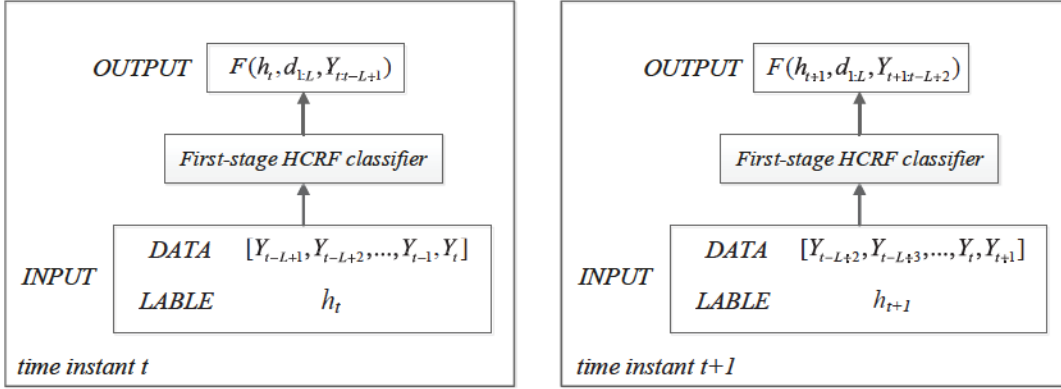 OUTPUT F(h_t, d_{1:L}, Y_{t:t-L+1})
First-stage HCRF classifier
INPUT
DATA [Y_{t-L+1}, Y_{t-L+2}, ..., Y_{t-1}, Y_t]
LABLE h_t
time instant t
OUTPUT F(h_{t+1}, d_{1:L}, Y_{t+1:t-L+2})
First-stage HCRF classifier
INPUT
DATA [Y_{t-L+2}, Y_{t-L+3}, ..., Y_t, Y_{t+1}]
LABLE h_{t+1}
time instant t+1